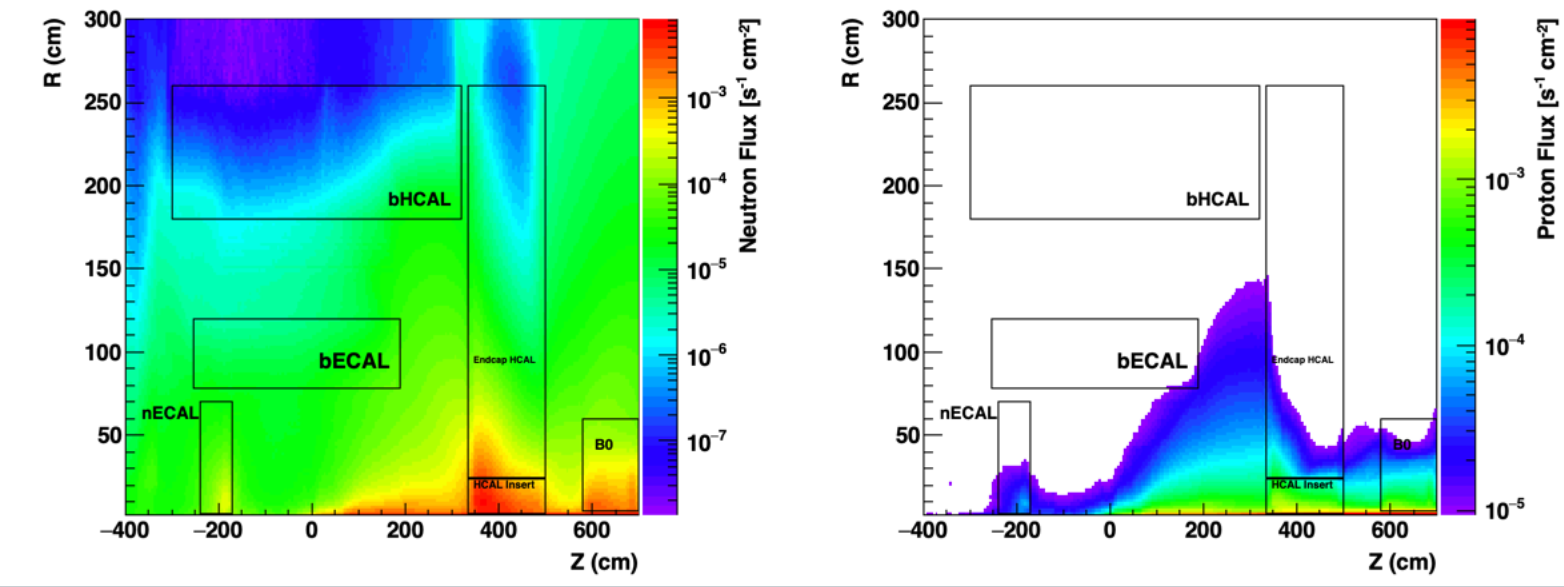 R (cm)
300
250
200
150
100
50
−400
−200
0
200
400
600
Z (cm)
bHCAL
bECAL
nECAL
Endcap HCAL
HCAL Insert
B0
10⁻³
10⁻⁴
10⁻⁵
10⁻⁶
10⁻⁷
Neutron Flux [s⁻¹ cm⁻²]
R (cm)
300
250
200
150
100
50
−400
−200
0
200
400
600
Z (cm)
bHCAL
bECAL
nECAL
Endcap HCAL
HCAL Insert
B0
10⁻³
10⁻⁴
10⁻⁵
Proton Flux [s⁻¹ cm⁻²]